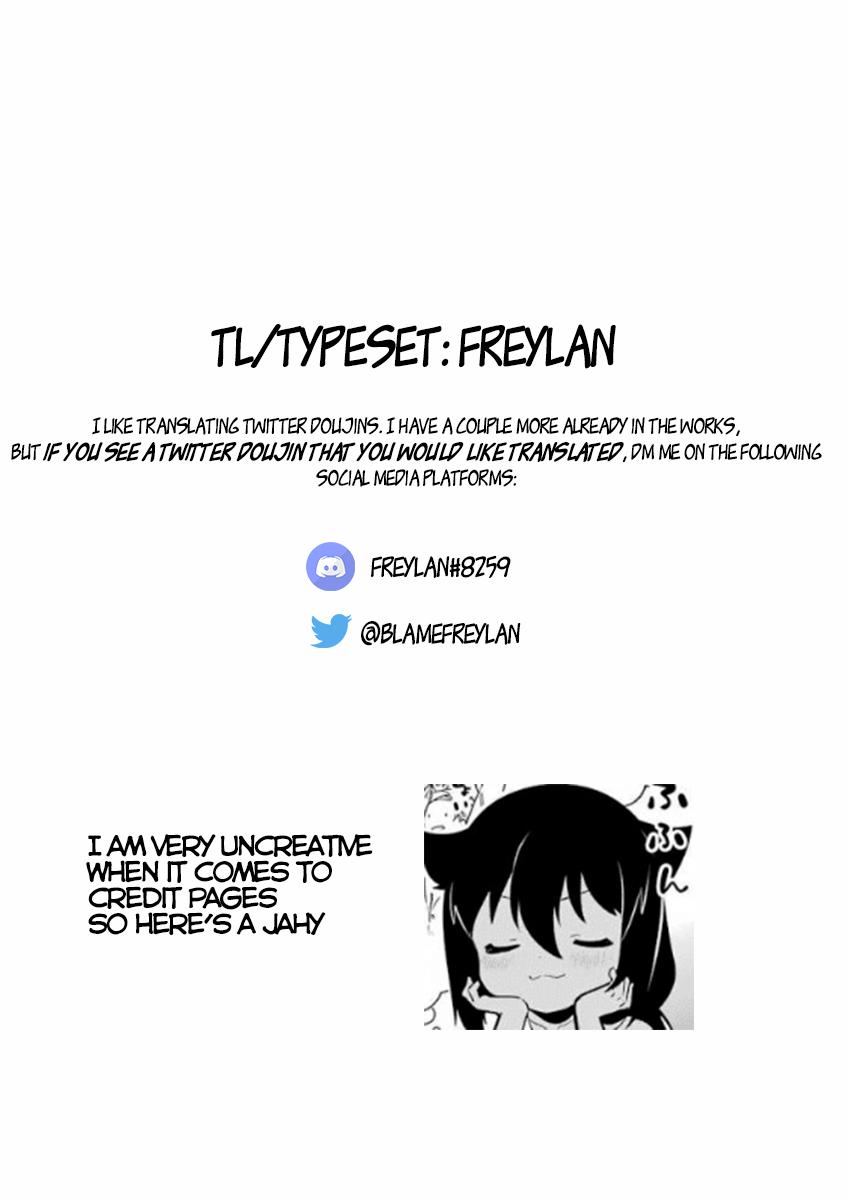 TL/TYPESET: FREYLAN
I LIKE TRANSLATING TWITTER DOUJINS. I HAVE A COUPLE MORE ALREADY IN THE WORKS,
BUT IF YOU SEE A TWITTER DOUJIN THAT YOU WOULD LIKE TRANSLATED, DM ME ON THE FOLLOWING
SOCIAL MEDIA PLATFORMS:
FREYLAN#8259
@BLAMEFREYLAN
I AM VERY UNCREATIVE
WHEN IT COMES TO
CREDIT PAGES
SO HERE'S A JAHY
ふふん